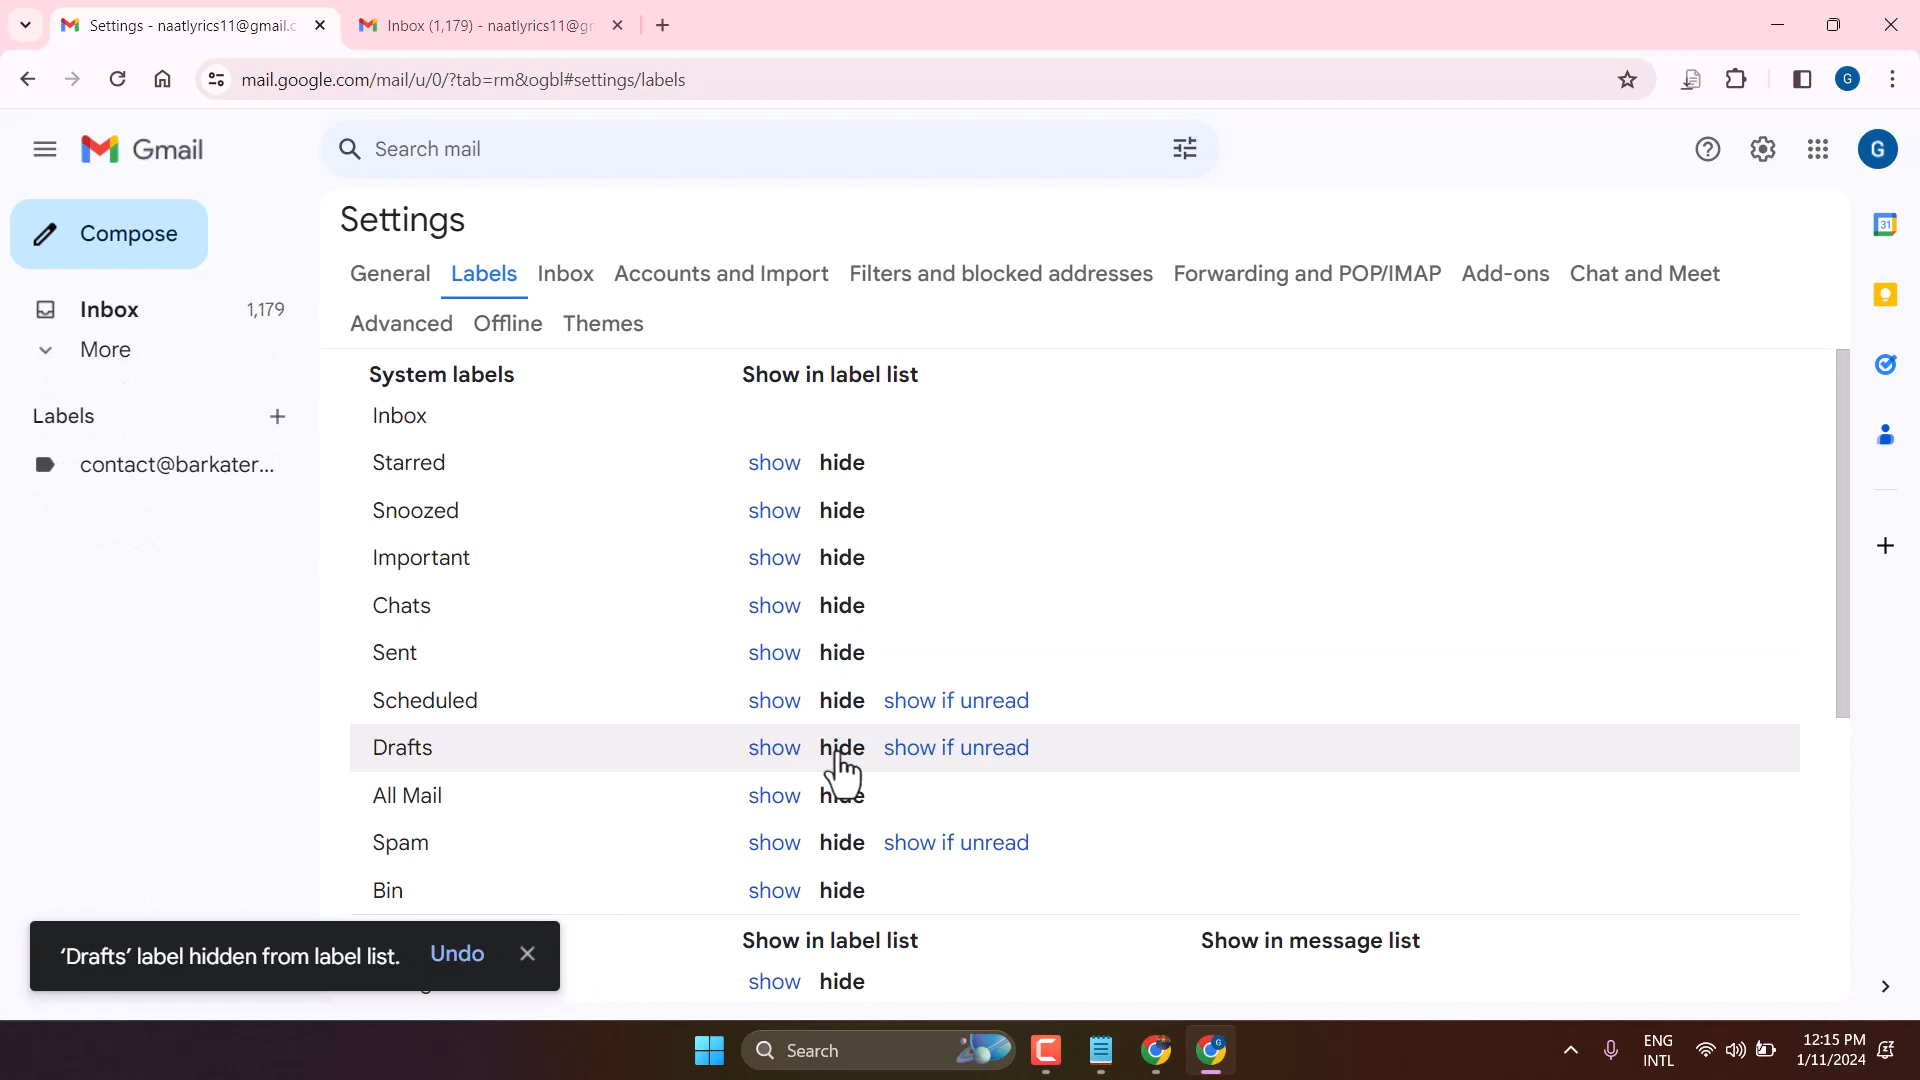 Settings - naatlyrics11@gmail.c
Inbox (1,179) - naatlyrics11@gr
mail.google.com/mail/u/0/?tab=rm&ogbl#settings/labels
G
Gmail
Search mail
G
Compose
Settings
General Labels Inbox Accounts and Import Filters and blocked addresses Forwarding and POP/IMAP Add-ons Chat and Meet
Advanced Offline Themes
Inbox 1,179
More
Labels
contact@barkater...
31
System labels Show in label list
Inbox
Starred show hide
Snoozed show hide
Important show hide
Chats show hide
Sent show hide
Scheduled show hide show if unread
Drafts show hide show if unread
All Mail show hide
Spam show hide show if unread
Bin show hide
Show in label list Show in message list
show hide
‘Drafts’ label hidden from label list. Undo
Search
ENG
INTL
12:15 PM
1/11/2024